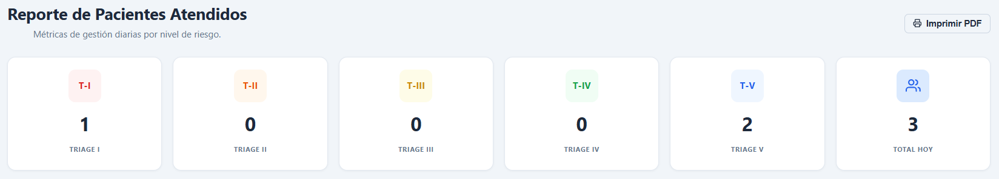 Reporte de Pacientes Atendidos
Métricas de gestión diarias por nivel de riesgo.
Imprimir PDF
T-I
1
TRIAGE I
T-II
0
TRIAGE II
T-III
0
TRIAGE III
T-IV
0
TRIAGE IV
T-V
2
TRIAGE V
3
TOTAL HOY